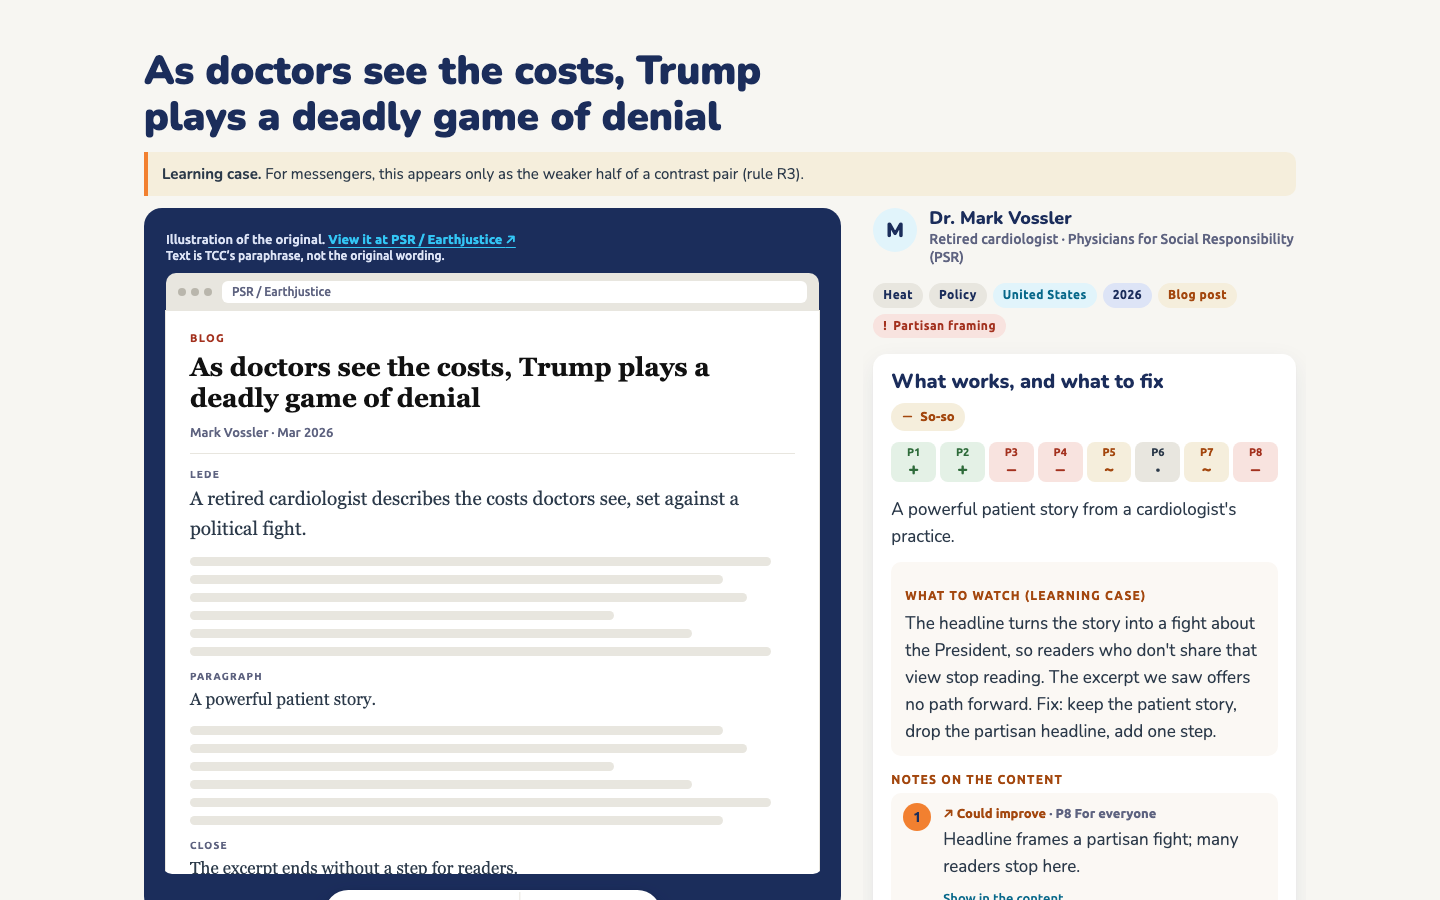 As doctors see the costs, Trump
plays a deadly game of denial
Learning case. For messengers, this appears only as the weaker half of a contrast pair (rule R3).
Illustration of the original. View it at PSR / Earthjustice ↗
Text is TCC's paraphrase, not the original wording.
PSR / Earthjustice
BLOG
As doctors see the costs, Trump plays a
deadly game of denial
Mark Vossler · Mar 2026
LEDE
A retired cardiologist describes the costs doctors see, set against a
political fight.
PARAGRAPH
A powerful patient story.
CLOSE
The excerpt ends without a step for readers.
M
Dr. Mark Vossler
Retired cardiologist · Physicians for Social Responsibility
(PSR)
Heat Policy United States 2026 Blog post
! Partisan framing
What works, and what to fix
– So-so
P1 P2 P3 P4 P5 P6 P7 P8
+ + – – ~ · ~ –
A powerful patient story from a cardiologist's
practice.
WHAT TO WATCH (LEARNING CASE)
The headline turns the story into a fight about
the President, so readers who don't share that
view stop reading. The excerpt we saw offers
no path forward. Fix: keep the patient story,
drop the partisan headline, add one step.
NOTES ON THE CONTENT
1
↗ Could improve · P8 For everyone
Headline frames a partisan fight; many
readers stop here.
Show in the content